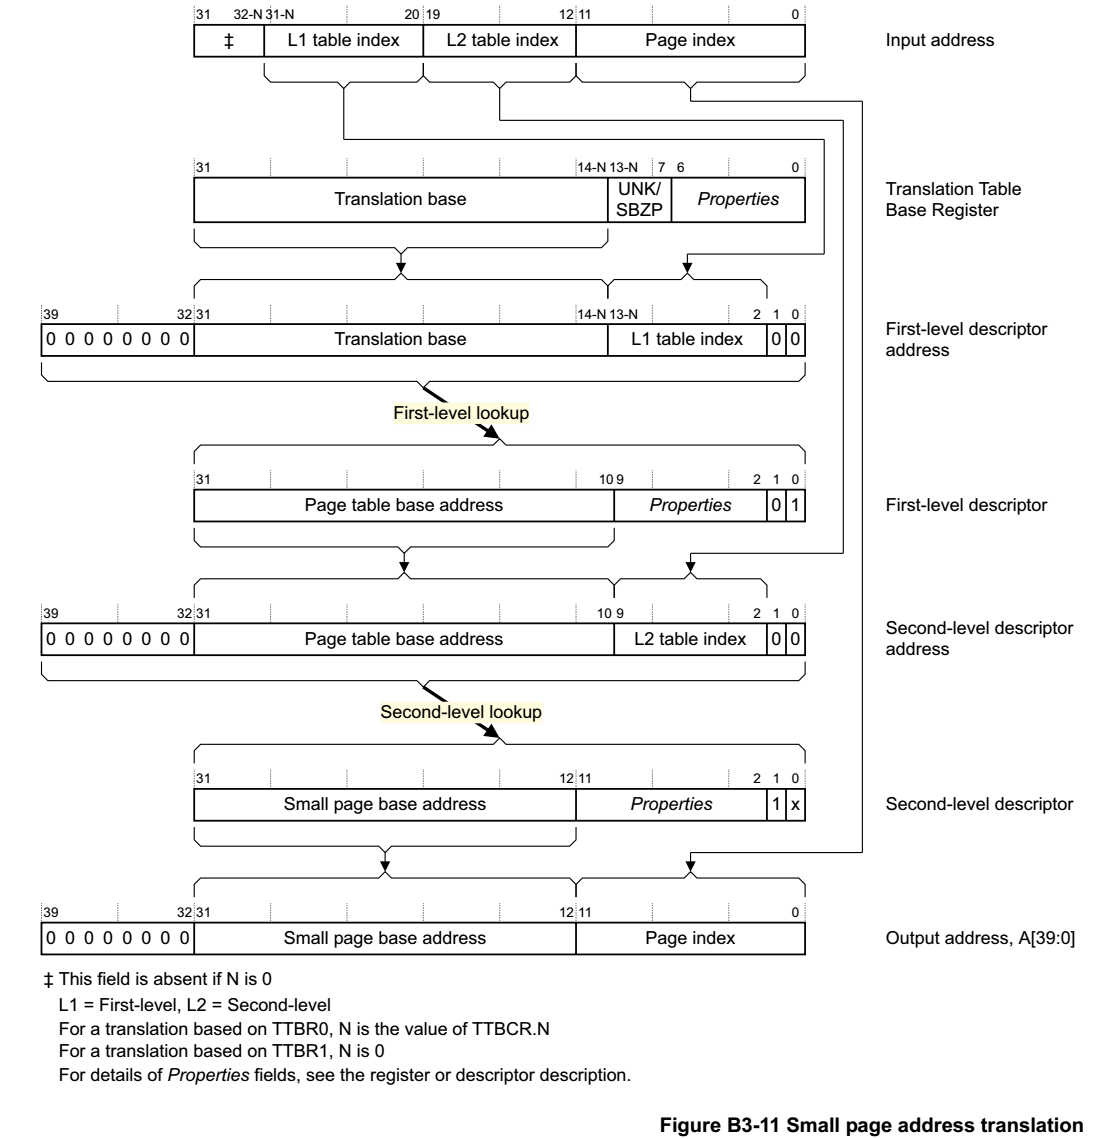 31 32-N 31-N 20 19 12 11 0
‡ L1 table index L2 table index Page index Input address
31 14-N 13-N 7 6 0
Translation base UNK/ SBZP Properties Translation Table Base Register
39 32 31 14-N 13-N 2 1 0
0 0 0 0 0 0 0 0 Translation base L1 table index 0 0 First-level descriptor address
First-level lookup
31 10 9 2 1 0
Page table base address Properties 0 1 First-level descriptor
39 32 31 10 9 2 1 0
0 0 0 0 0 0 0 0 Page table base address L2 table index 0 0 Second-level descriptor address
Second-level lookup
31 12 11 2 1 0
Small page base address Properties 1 x Second-level descriptor
39 32 31 12 11 0
0 0 0 0 0 0 0 0 Small page base address Page index Output address, A[39:0]
‡ This field is absent if N is 0
L1 = First-level, L2 = Second-level
For a translation based on TTBR0, N is the value of TTBCR.N
For a translation based on TTBR1, N is 0
For details of Properties fields, see the register or descriptor description.
Figure B3-11 Small page address translation